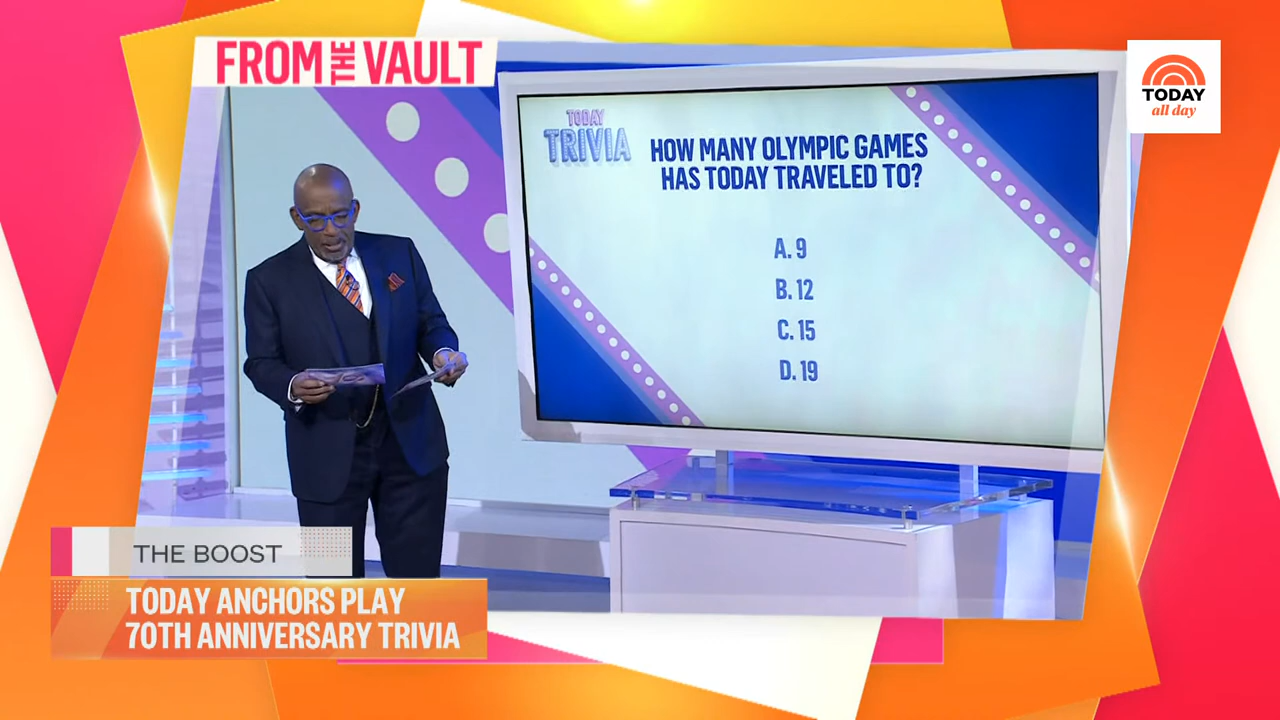 FROM THE VAULT
TODAY
all day
TODAY
TRIVIA
HOW MANY OLYMPIC GAMES
HAS TODAY TRAVELED TO?
A. 9
B. 12
C. 15
D. 19
THE BOOST
TODAY ANCHORS PLAY
70TH ANNIVERSARY TRIVIA